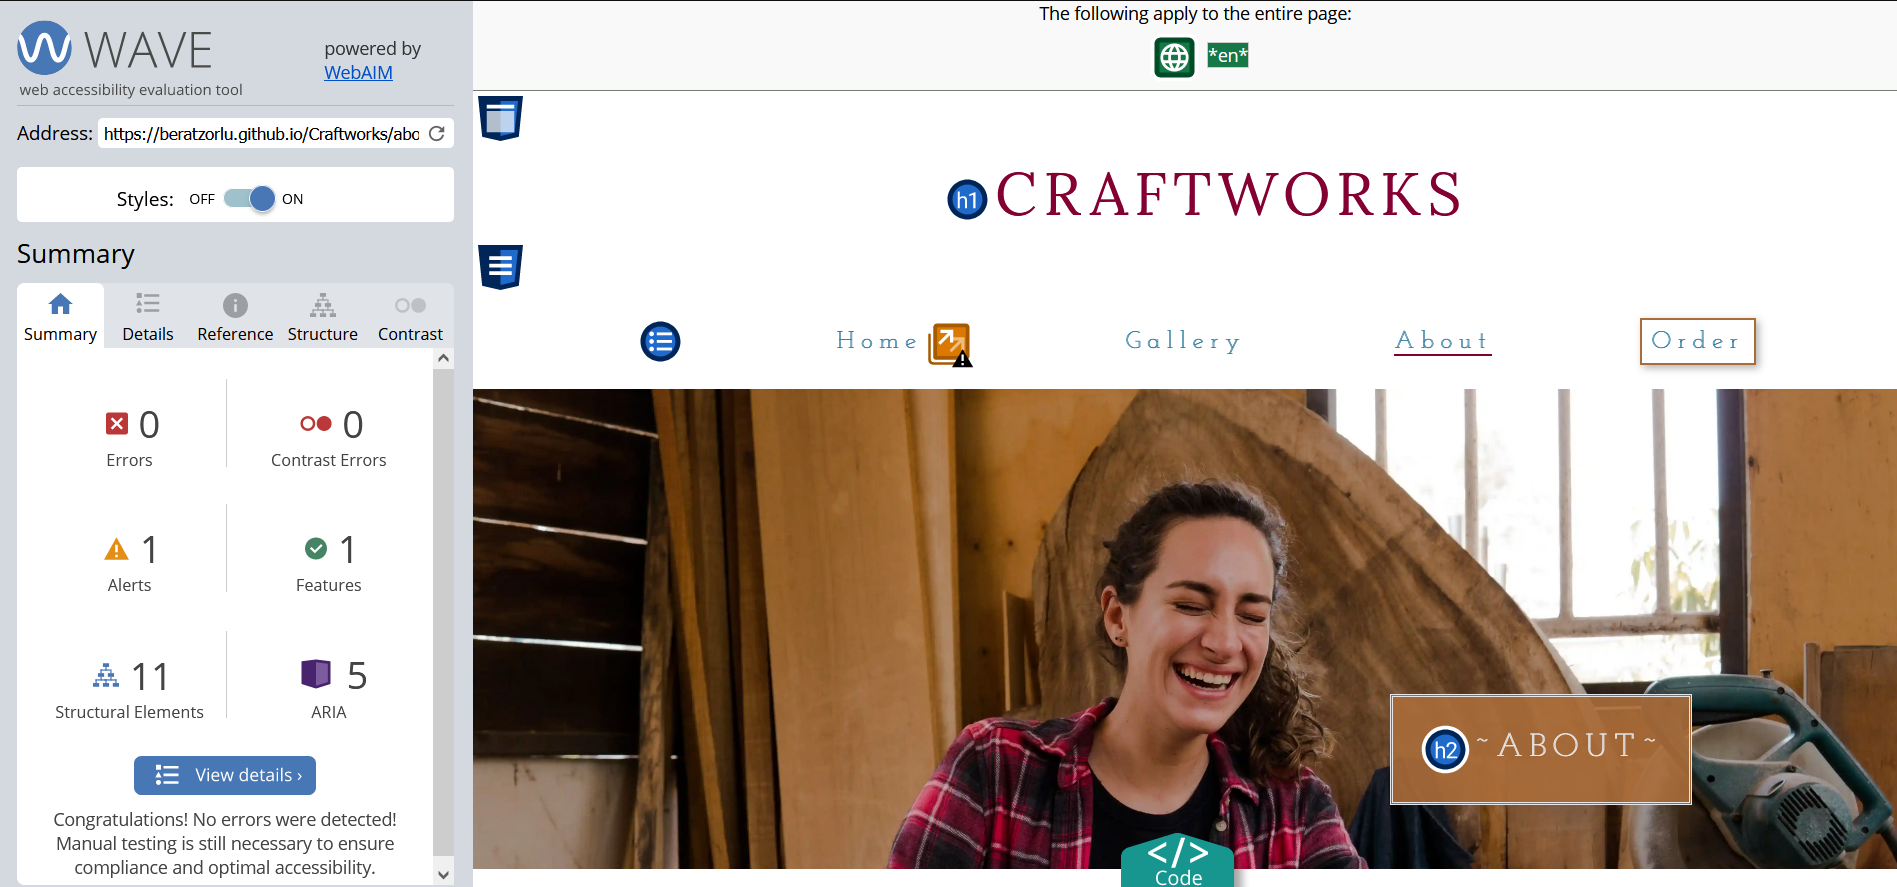 WAVE
powered by
WebAIM
web accessibility evaluation tool
Address: https://beratzorlu.github.io/Craftworks/abo
Styles: OFF ON
Summary
Summary Details Reference Structure Contrast
0 0
Errors Contrast Errors
1 1
Alerts Features
11 5
Structural Elements ARIA
View details ›
Congratulations! No errors were detected!
Manual testing is still necessary to ensure
compliance and optimal accessibility.
The following apply to the entire page:
*en*
h1 CRAFTWORKS
Home Gallery About Order
h2 ~ABOUT~
</>
Code